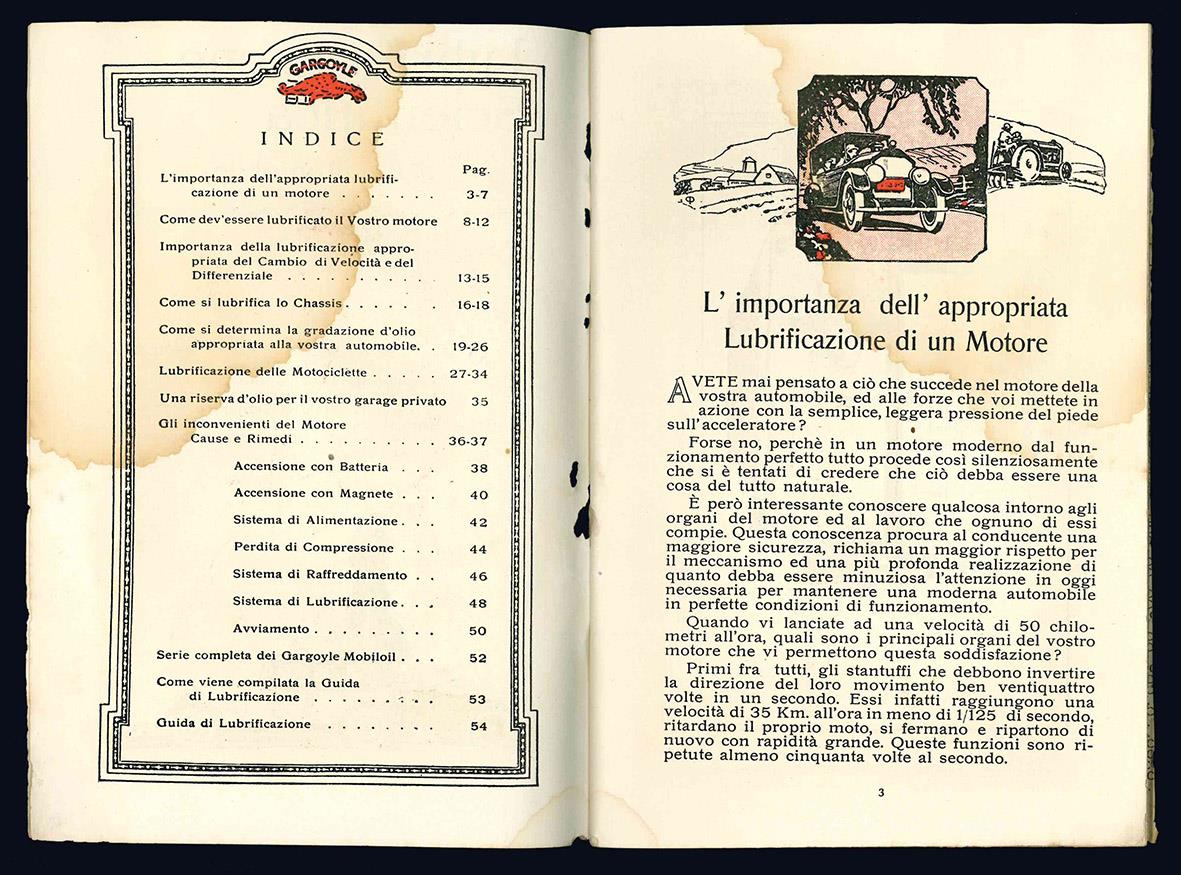 GARGOYLE
INDICE
Pag.
L'importanza dell'appropriata lubrifi-
cazione di un motore . . . . . . . 3-7
Come dev'essere lubrificato il Vostro motore 8-12
Importanza della lubrificazione appro-
priata del Cambio di Velocità e del
Differenziale . . . . . . . . . . . 13-15
Come si lubrifica lo Chassis . . . . . . 16-18
Come si determina la gradazione d'olio
appropriata alla vostra automobile. . 19-26
Lubrificazione delle Motociclette . . . . . 27-34
Una riserva d'olio per il vostro garage privato 35
Gli inconvenienti del Motore
Cause e Rimedi . . . . . . . . . . 36-37
Accensione con Batteria . . . 38
Accensione con Magnete . . . 40
Sistema di Alimentazione . . . 42
Perdita di Compressione . . . 44
Sistema di Raffreddamento . . 46
Sistema di Lubrificazione . . . 48
Avviamento . . . . . . . . . 50
Serie completa dei Gargoyle Mobiloil . . . 52
Come viene compilata la Guida
di Lubrificazione . . . . . . . . . 53
Guida di Lubrificazione . . . . . . . . 54
L' importanza dell' appropriata
Lubrificazione di un Motore
AVETE mai pensato a ciò che succede nel motore della
vostra automobile, ed alle forze che voi mettete in
azione con la semplice, leggera pressione del piede
sull'acceleratore?
Forse no, perchè in un motore moderno dal fun-
zionamento perfetto tutto procede così silenziosamente
che si è tentati di credere che ciò debba essere una
cosa del tutto naturale.
È però interessante conoscere qualcosa intorno agli
organi del motore ed al lavoro che ognuno di essi
compie. Questa conoscenza procura al conducente una
maggiore sicurezza, richiama un maggior rispetto per
il meccanismo ed una più profonda realizzazione di
quanto debba essere minuziosa l'attenzione in oggi
necessaria per mantenere una moderna automobile
in perfette condizioni di funzionamento.
Quando vi lanciate ad una velocità di 50 chilo-
metri all'ora, quali sono i principali organi del vostro
motore che vi permettono questa soddisfazione?
Primi fra tutti, gli stantuffi che debbono invertire
la direzione del loro movimento ben ventiquattro
volte in un secondo. Essi infatti raggiungono una
velocità di 35 Km. all'ora in meno di 1/125 di secondo,
ritardano il proprio moto, si fermano e ripartono di
nuovo con rapidità grande. Queste funzioni sono ri-
petute almeno cinquanta volte al secondo.
3